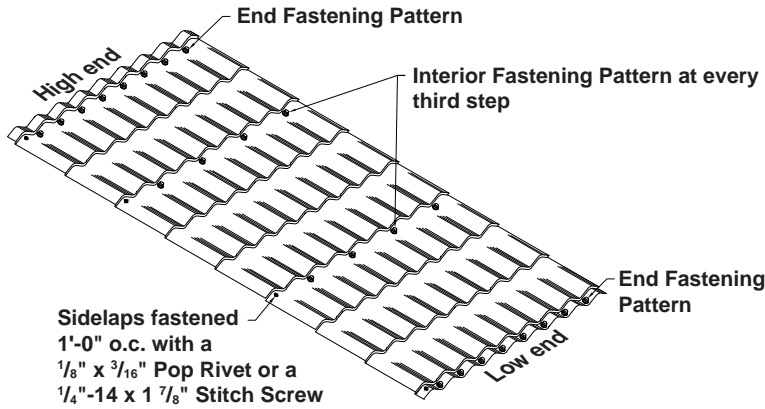 End Fastening Pattern
High end
Interior Fastening Pattern at every
third step
End Fastening
Pattern
Sidelaps fastened
1'-0" o.c. with a
1/8" x 3/16" Pop Rivet or a
1/4"-14 x 1 7/8" Stitch Screw
Low end